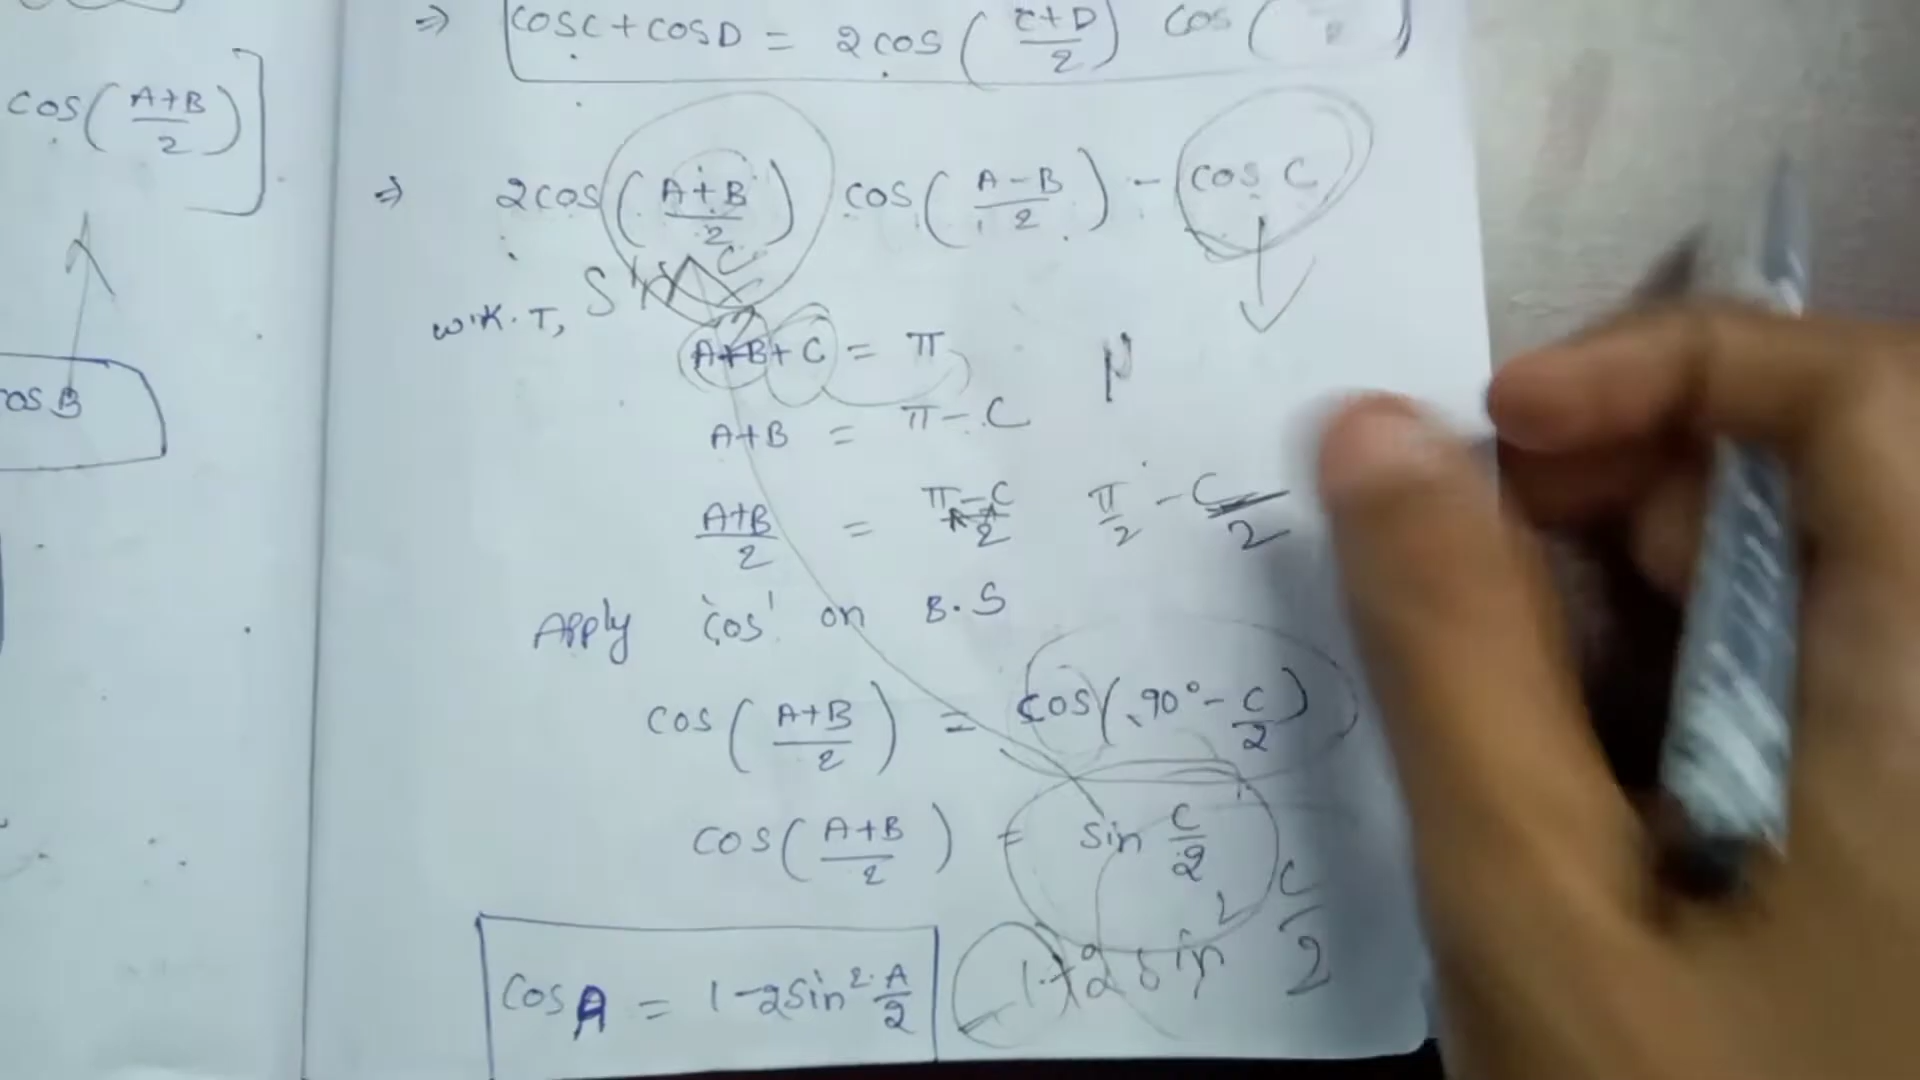 cos(A+B/2)]
cos B
⇒ cosC + cosD = 2cos(C+D/2) cos(
⇒ 2cos(A+B/2) cos(A-B/2) - cos C
W.K.T,
A+B+C = π
A+B = π - C
A+B/2 = π-C/2 π/2 - C/2
Apply 'cos' on B.S
cos(A+B/2) = cos(90° - C/2)
cos(A+B/2) = sin C/2
cos A = 1-2sin² A/2
1-2sin² C/2